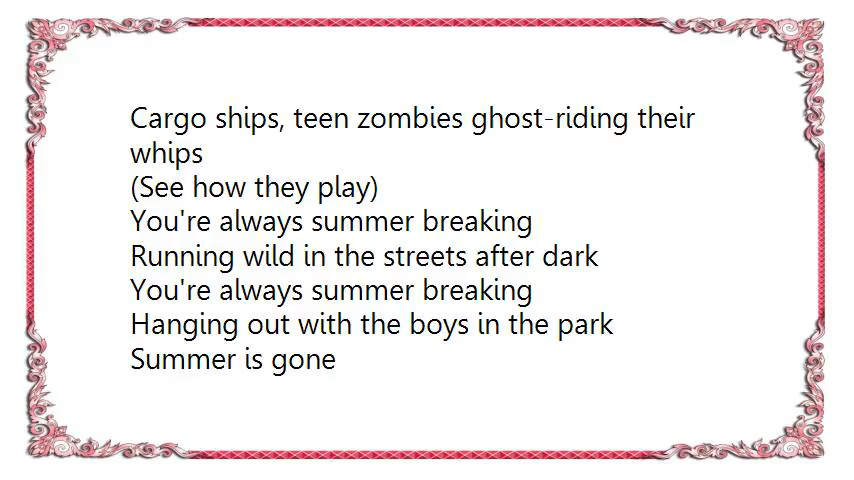 Cargo ships, teen zombies ghost-riding their
whips
(See how they play)
You're always summer breaking
Running wild in the streets after dark
You're always summer breaking
Hanging out with the boys in the park
Summer is gone